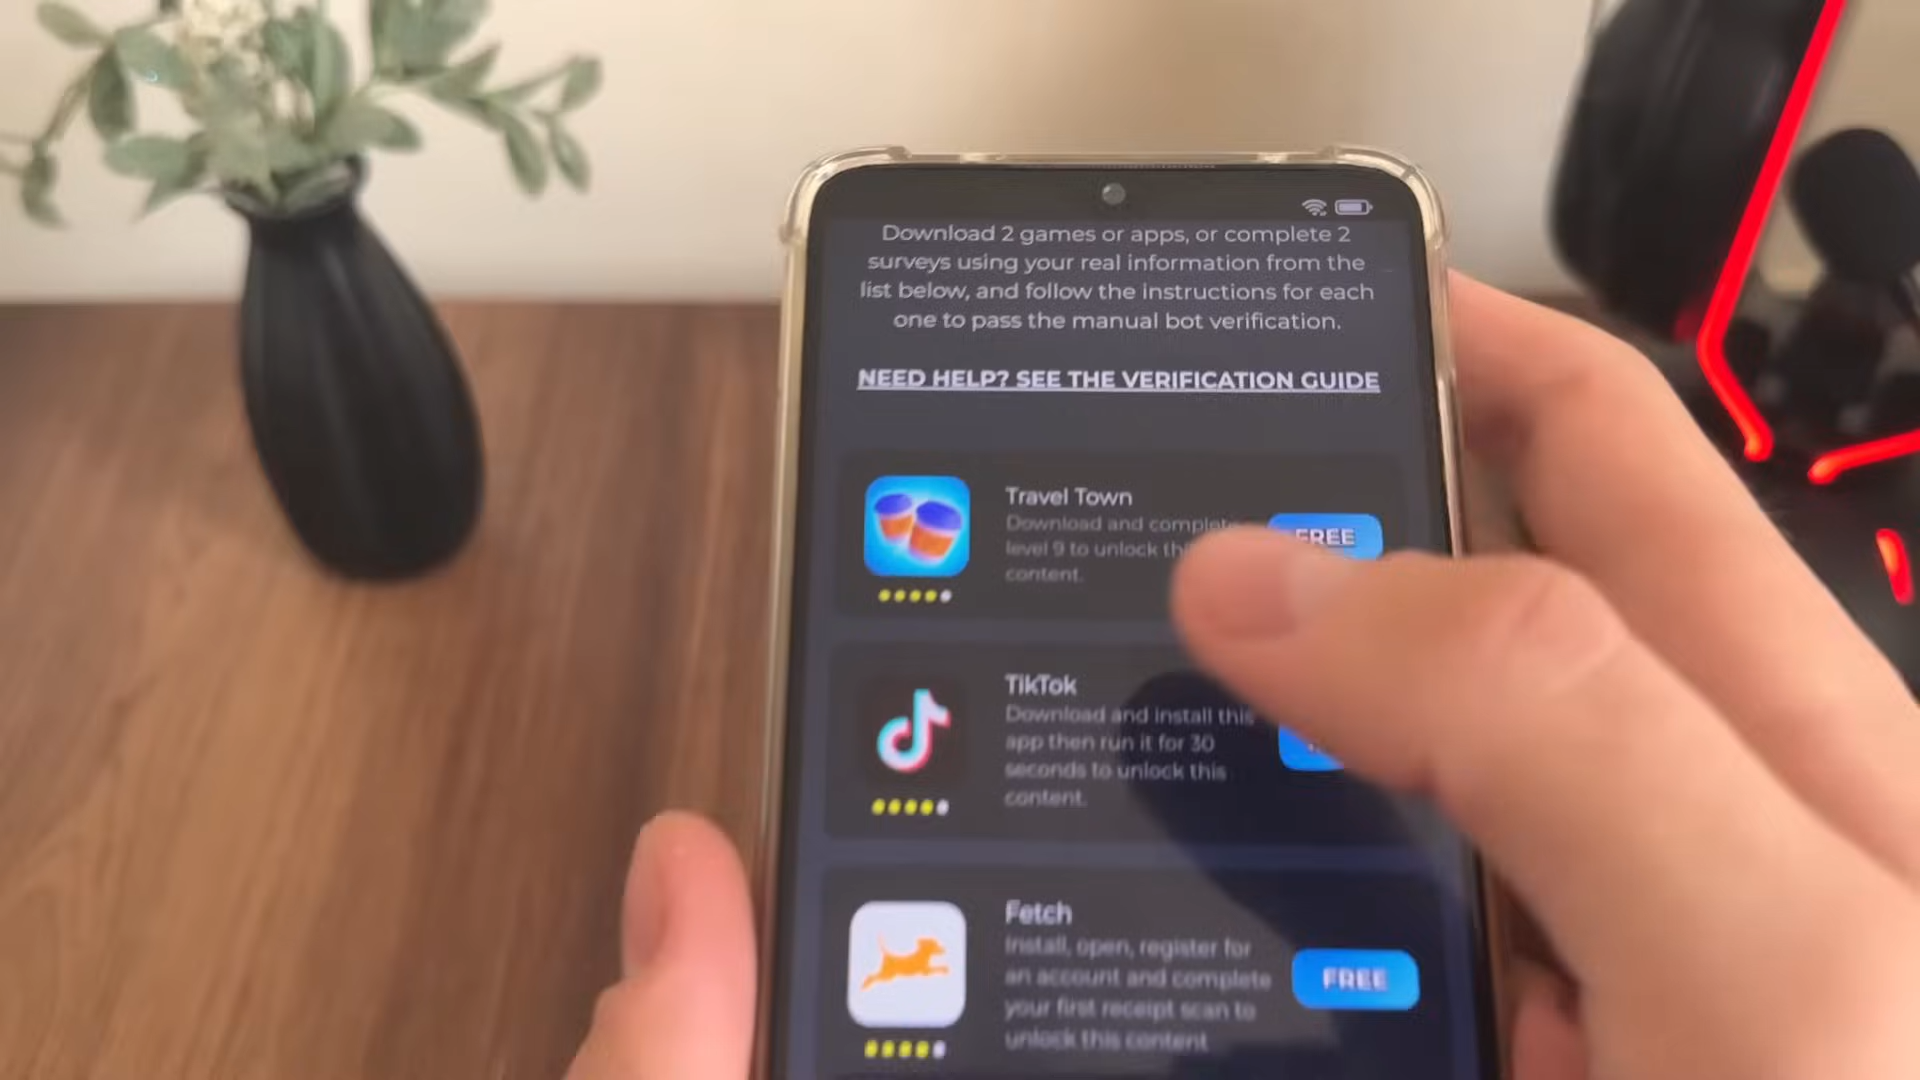 Download 2 games or apps, or complete 2
surveys using your real information from the
list below, and follow the instructions for each
one to pass the manual bot verification.
NEED HELP? SEE THE VERIFICATION GUIDE
Travel Town
Download and complete
level 9 to unlock
content.
FREE
TikTok
Download and install this
app then run it for 30
seconds to unlock this
content.
Fetch
Install, open, register for
an account and complete
your first receipt scan to
unlock this content
FREE